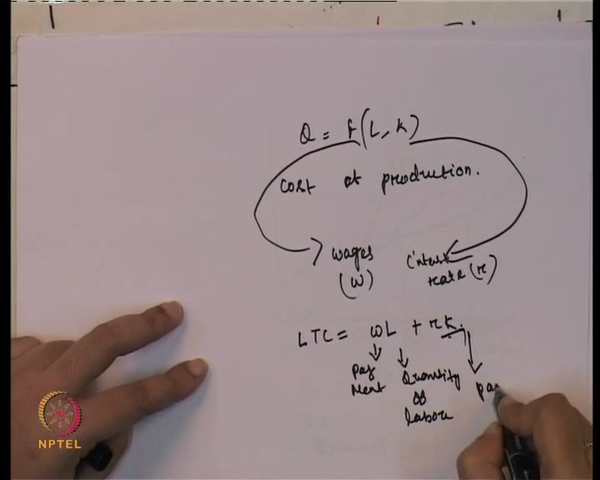 Q = f(L, K)
cost of production.
wages interest
(w) rate (r)
LTC = wL + rK.
pay Quantity pa
ment of
labour
NPTEL